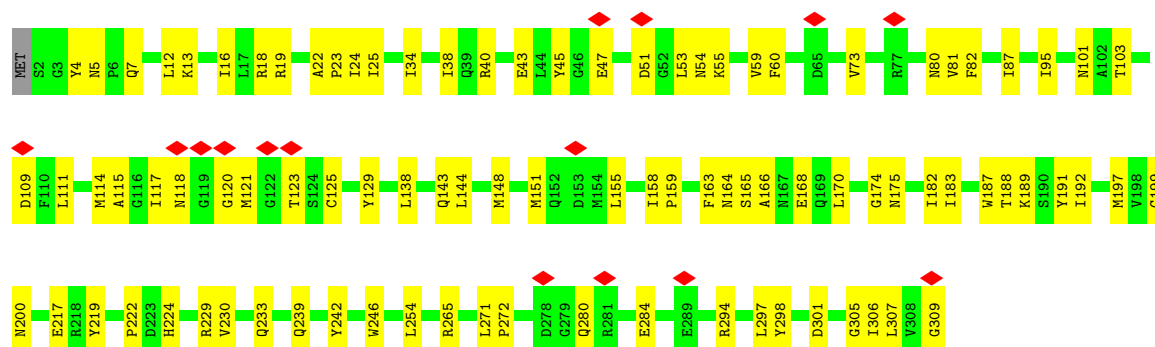 MET S2 G3 Y4 N5 P6 Q7 L12 K13 I16 L17 R18 R19 A22 P23 I24 I25 I34 I38 Q39 R40 E43 L44 Y45 G46 E47 D51 G52 L53 N54 K55 V59 F60 D65 V73 R77 N80 V81 F82 I87 I95 N101 A102 T103
D109 F110 L111 M114 A115 G116 I117 N118 G119 G120 M121 G122 T123 S124 C125 Y129 L138 Q143 L144 M148 M151 Q152 D153 M154 L155 I158 P159 F163 N164 S165 A166 N167 E168 Q169 L170 G174 N175 I182 I183 W187 T188 K189 S190 Y191 I192 M197 V198 G199
N200 E217 R218 Y219 P222 D223 H224 R229 V230 Q233 Q239 Y242 W246 L254 R265 L271 P272 D278 G279 Q280 R281 E284 E289 R294 L297 Y298 D301 G305 I306 L307 V308 G309